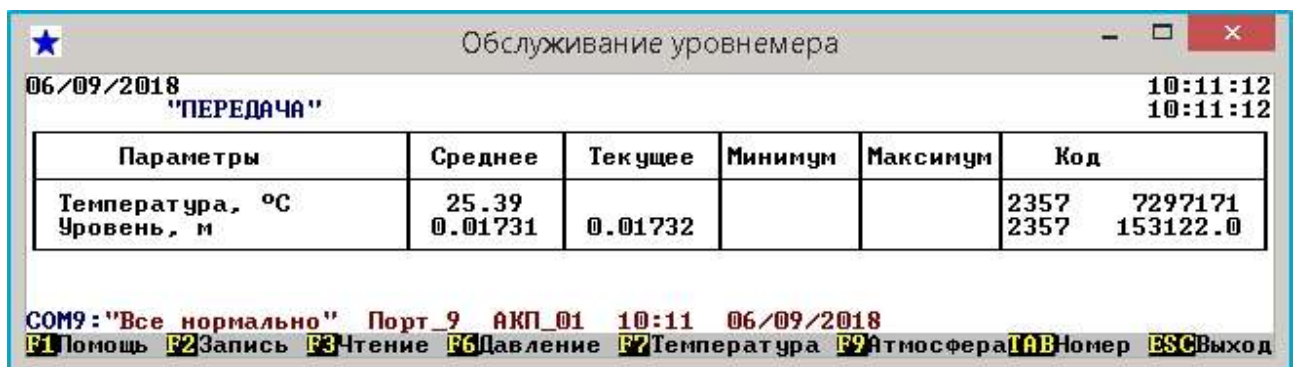 Обслуживание уровнемера
06/09/2018 10:11:12
"ПЕРЕДАЧА" 10:11:12
Параметры Среднее Текущее Минимум Максимум Код
Температура, ºC 25.39 2357 7297171
Уровень, м 0.01731 0.01732 2357 153122.0
COM9:"Все нормально" Порт_9 АКП_01 10:11 06/09/2018
F1Помощь F2Запись F3Чтение F6Давление F7Температура F9АтмосфераTABНомер ESCВыход